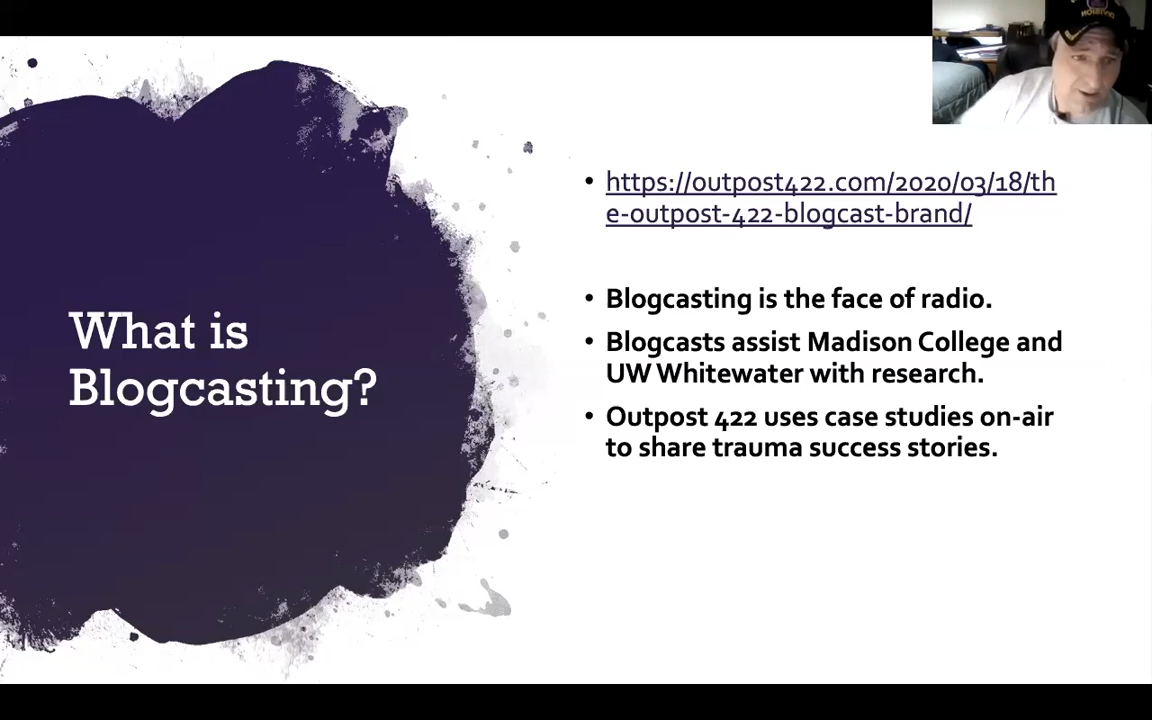 What is
Blogcasting?
• https://outpost422.com/2020/03/18/th
e-outpost-422-blogcast-brand/
• Blogcasting is the face of radio.
• Blogcasts assist Madison College and
UW Whitewater with research.
• Outpost 422 uses case studies on-air
to share trauma success stories.